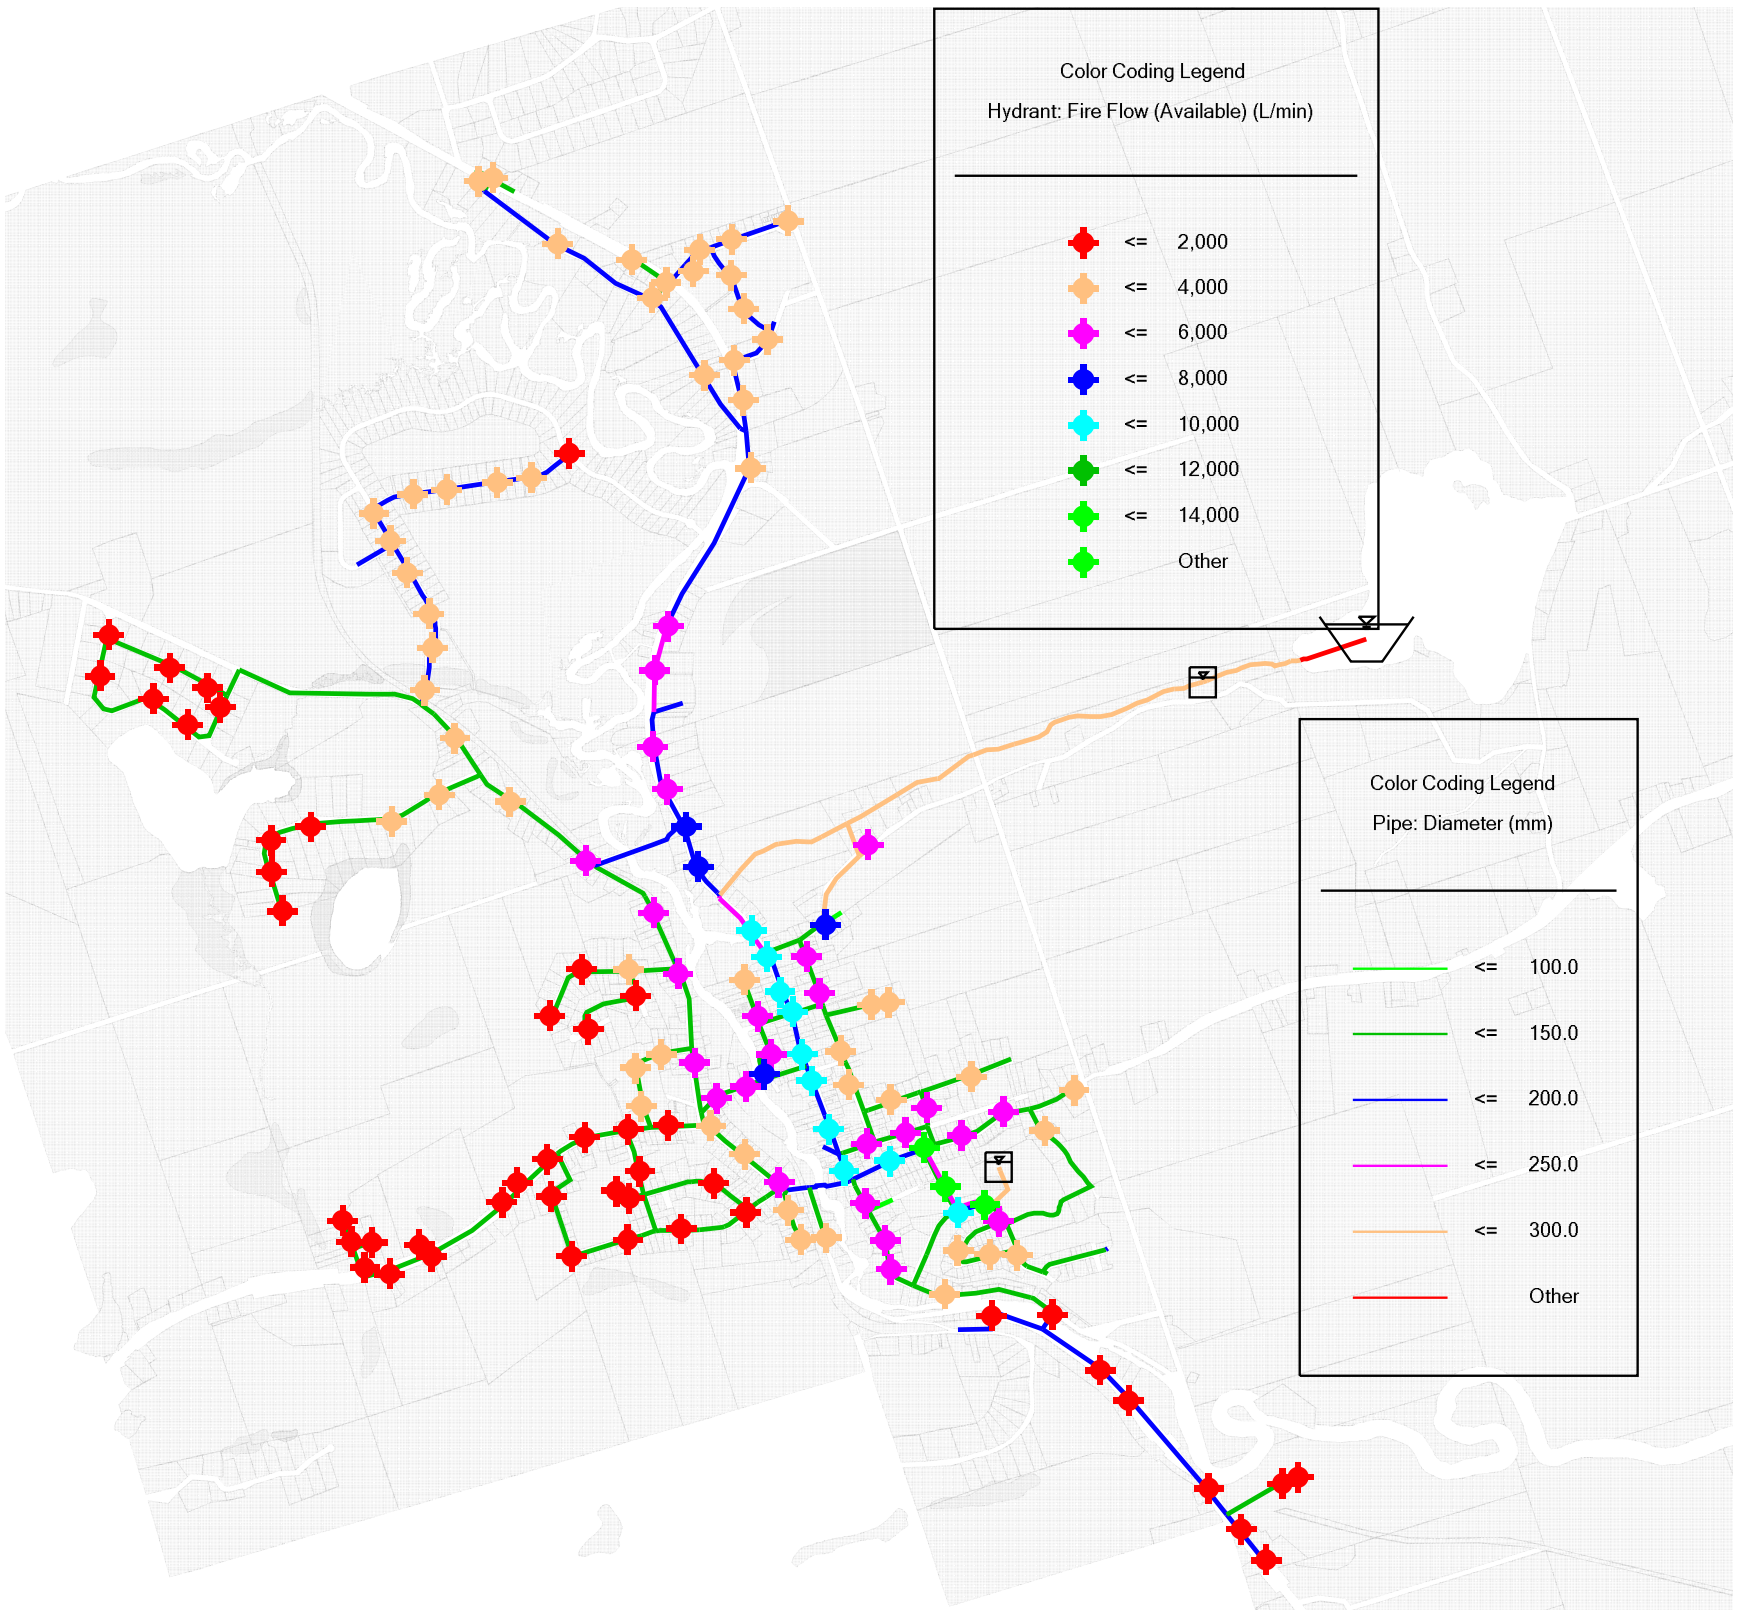 Color Coding Legend
Hydrant: Fire Flow (Available) (L/min)
<= 2,000
<= 4,000
<= 6,000
<= 8,000
<= 10,000
<= 12,000
<= 14,000
Other
Color Coding Legend
Pipe: Diameter (mm)
<= 100.0
<= 150.0
<= 200.0
<= 250.0
<= 300.0
Other